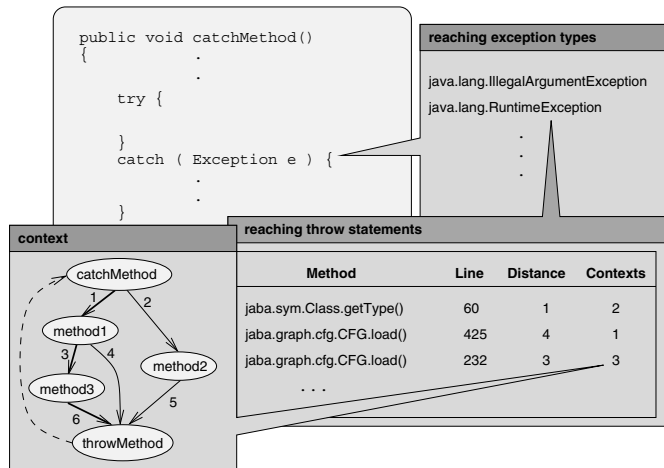 public void catchMethod()
{
.
.
try {
}
catch ( Exception e ) {
.
.
}
reaching exception types
java.lang.IllegalArgumentException
java.lang.RuntimeException
.
.
.
reaching throw statements
Method Line Distance Contexts
jaba.sym.Class.getType() 60 1 2
jaba.graph.cfg.CFG.load() 425 4 1
jaba.graph.cfg.CFG.load() 232 3 3
. . .
context
catchMethod
1 2
method1
3 4
method2
method3
5
6
throwMethod